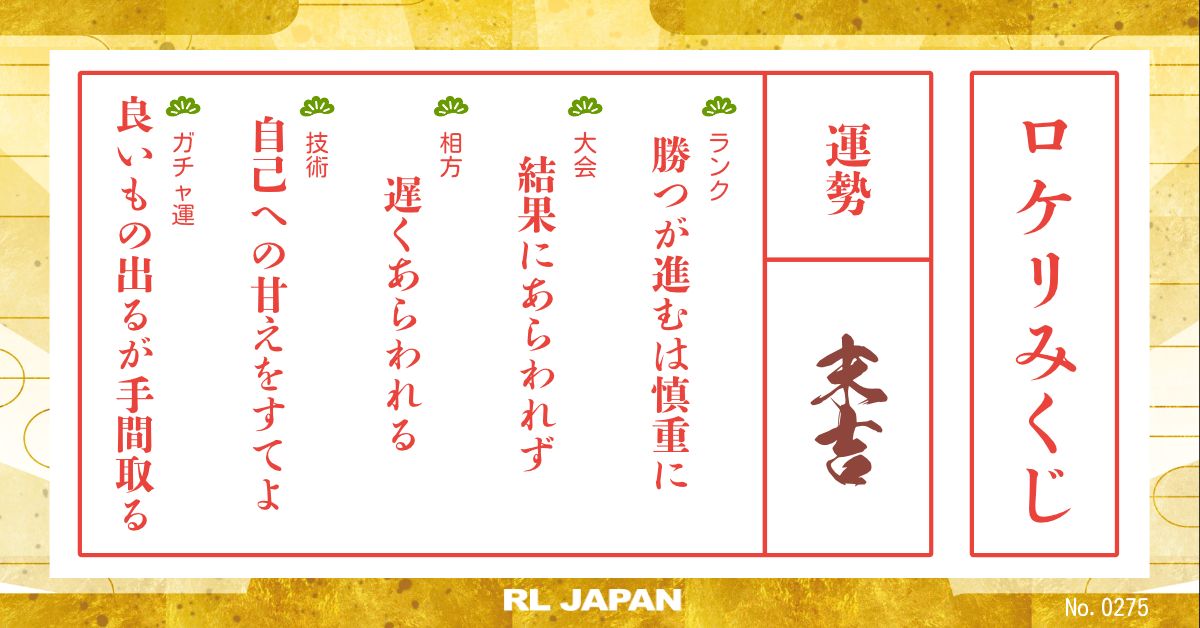 ロケリみくじ
運勢
末吉
ランク
勝つが進むは慎重に
大会
結果にあらわれず
相方
遅くあらわれる
技術
自己への甘えをすてよ
ガチャ運
良いもの出るが手間取る
RL JAPAN
No. 0275